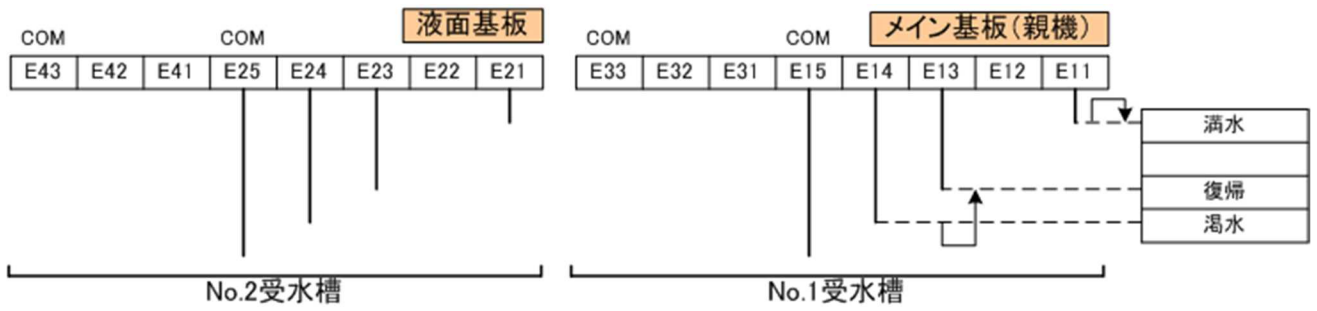 液面基板
メイン基板(親機)
COM COM COM COM
E43 E42 E41 E25 E24 E23 E22 E21 E33 E32 E31 E15 E14 E13 E12 E11
満水
復帰
渇水
No.2受水槽 No.1受水槽